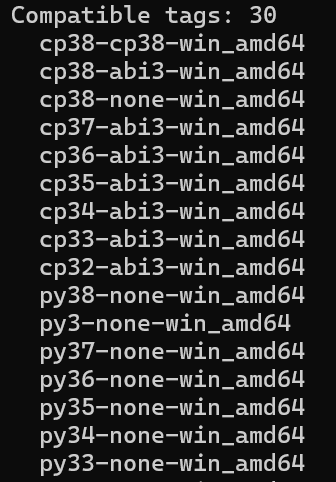 Compatible tags: 30
cp38-cp38-win_amd64
cp38-abi3-win_amd64
cp38-none-win_amd64
cp37-abi3-win_amd64
cp36-abi3-win_amd64
cp35-abi3-win_amd64
cp34-abi3-win_amd64
cp33-abi3-win_amd64
cp32-abi3-win_amd64
py38-none-win_amd64
py3-none-win_amd64
py37-none-win_amd64
py36-none-win_amd64
py35-none-win_amd64
py34-none-win_amd64
py33-none-win_amd64